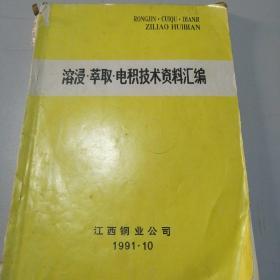 RONGJIN·CUIQU·DIANJI
ZILIAO HUIBIAN
溶浸·萃取·电积技术资料汇编
江西铜业公司
1991·10